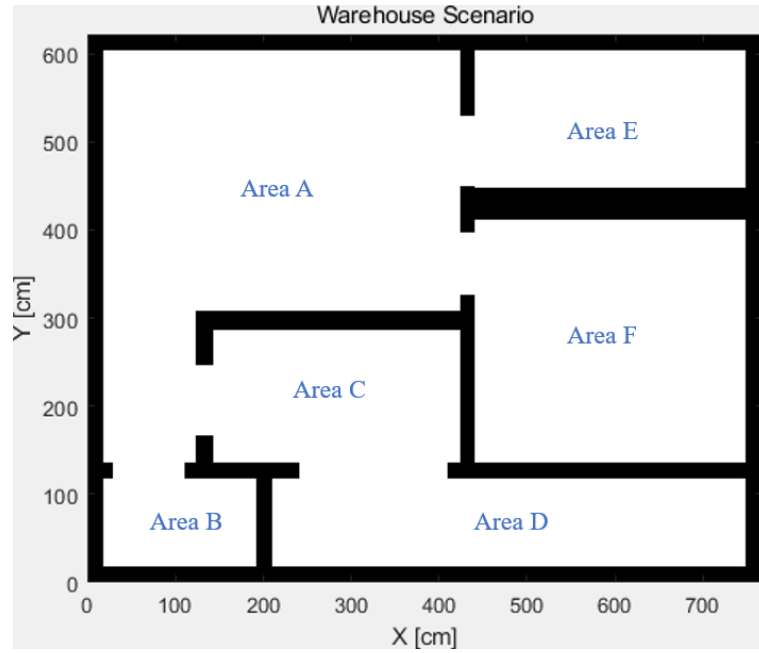 Warehouse Scenario
600
500
400
300
200
100
0
Y [cm]
Area E
Area A
Area F
Area C
Area B
Area D
0 100 200 300 400 500 600 700
X [cm]